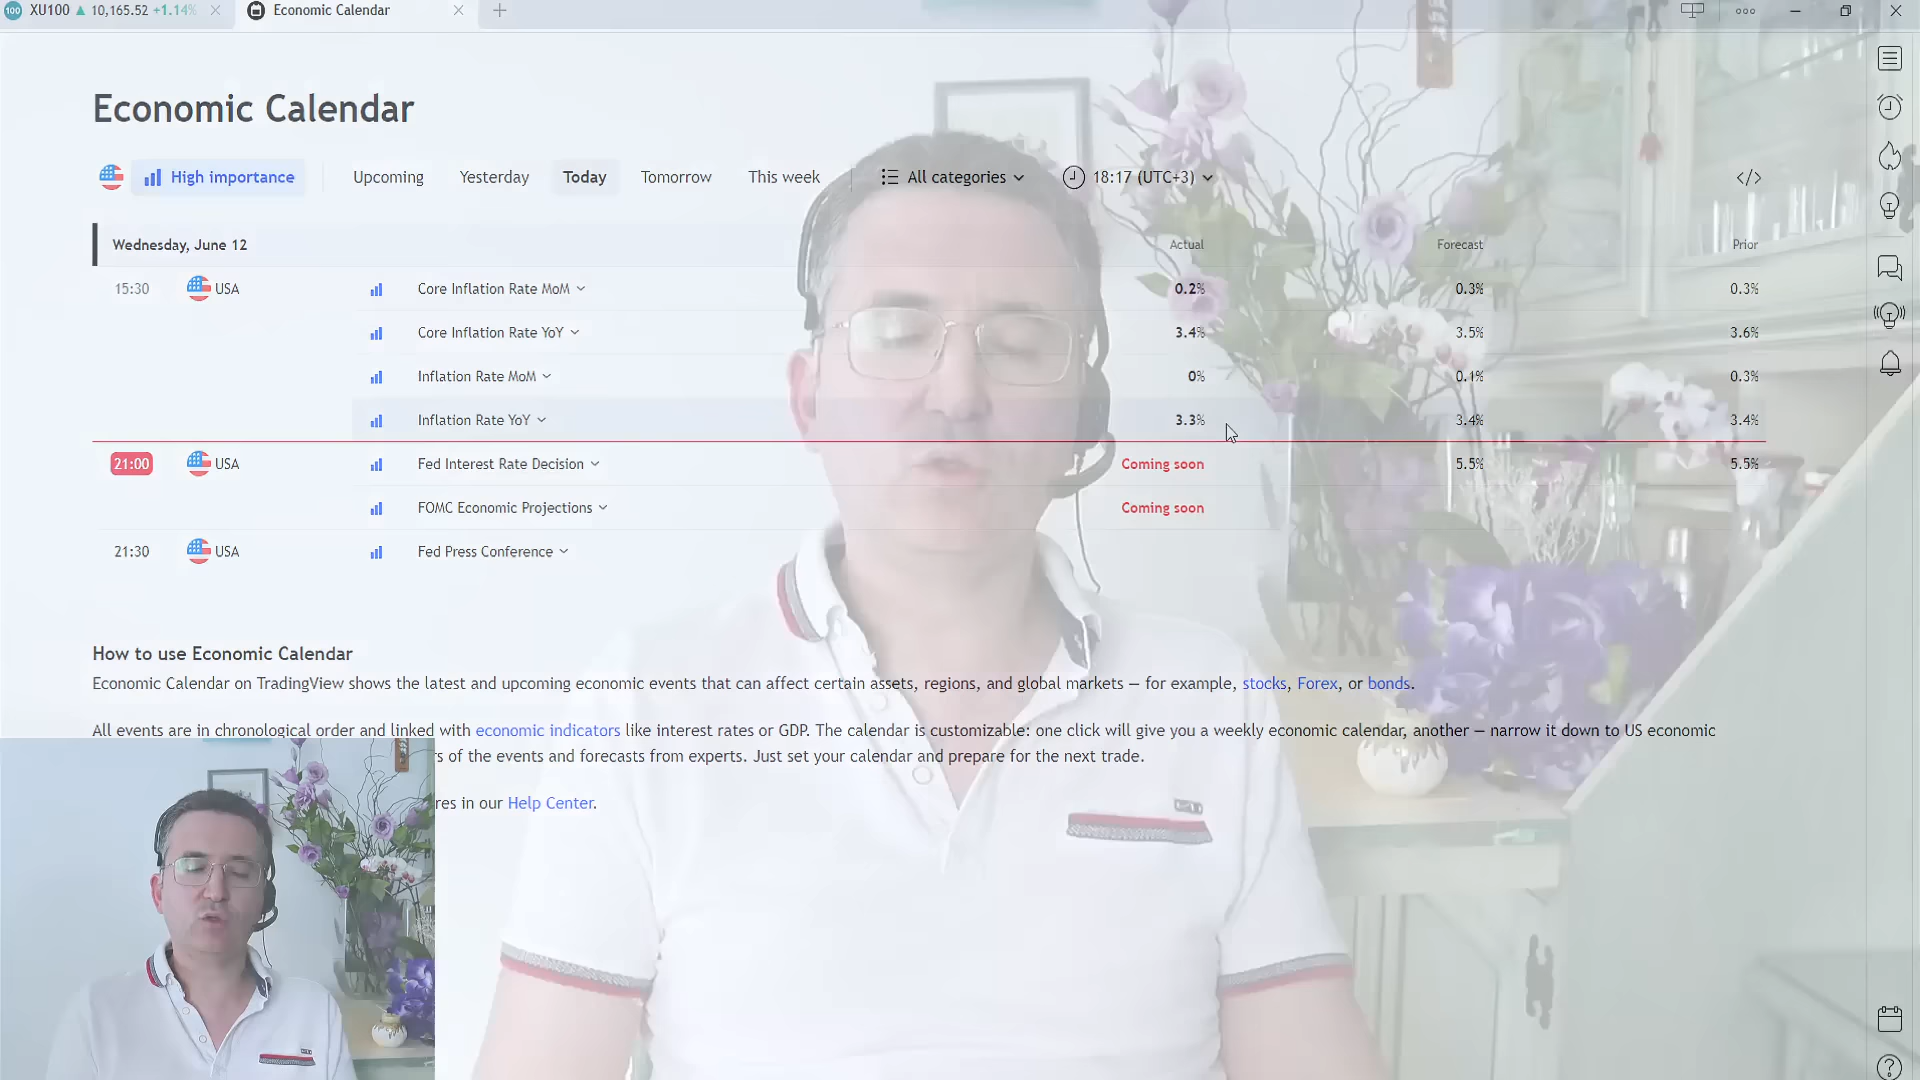 100 XU100 ▲ 10,165.52 +1.14% Economic Calendar
Economic Calendar
High importance Upcoming Yesterday Today Tomorrow This week All categories 18:17 (UTC+3) </>
Wednesday, June 12 Actual Forecast Prior
15:30 USA Core Inflation Rate MoM 0.2% 0.3% 0.3%
Core Inflation Rate YoY 3.4% 3.5% 3.6%
Inflation Rate MoM 0% 0.1% 0.3%
Inflation Rate YoY 3.3% 3.4% 3.4%
21:00 USA Fed Interest Rate Decision Coming soon 5.5% 5.5%
FOMC Economic Projections Coming soon
21:30 USA Fed Press Conference
How to use Economic Calendar
Economic Calendar on TradingView shows the latest and upcoming economic events that can affect certain assets, regions, and global markets — for example, stocks, Forex, or bonds.
All events are in chronological order and linked with economic indicators like interest rates or GDP. The calendar is customizable: one click will give you a weekly economic calendar, another — narrow it down to US economic
of the events and forecasts from experts. Just set your calendar and prepare for the next trade.
in our Help Center.